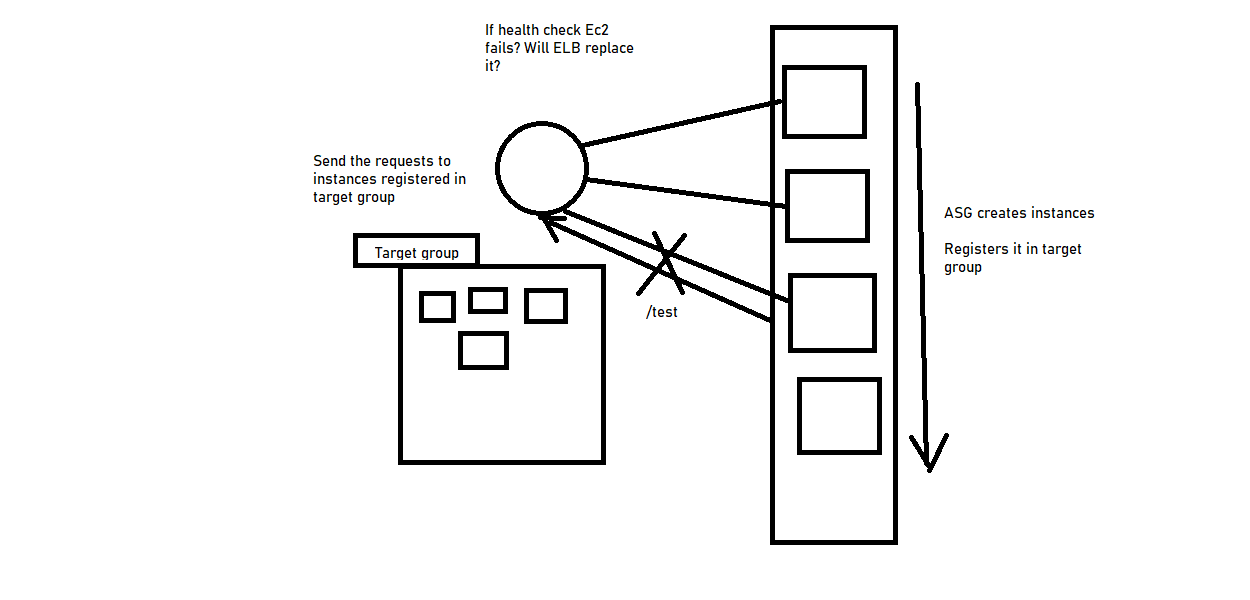 If health check Ec2
fails? Will ELB replace
it?
Send the requests to
instances registered in
target group
Target group
/test
ASG creates instances
Registers it in target
group